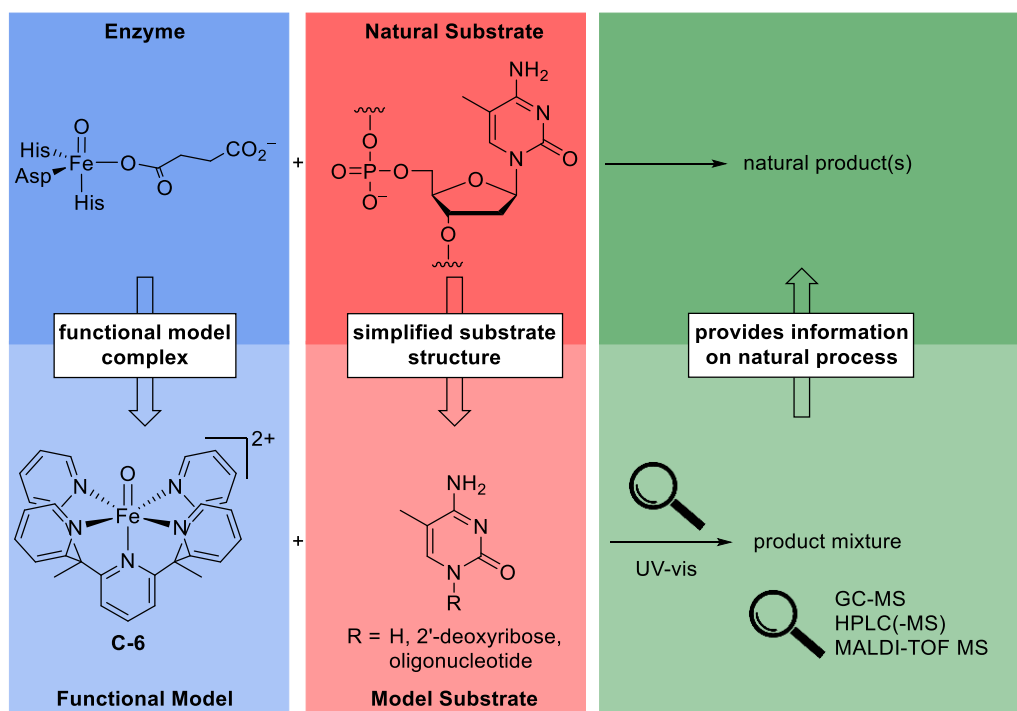 Enzyme
Natural Substrate
O
His
Fe
O
CO2−
Asp
O
His
+
NH2
N
N
O
O
O
P
O
O−
O
O
natural product(s)
functional model
complex
simplified substrate
structure
provides information
on natural process
2+
O
N
N
Fe
N
N
N
C-6
+
NH2
N
N
O
R
R = H, 2'-deoxyribose,
oligonucleotide
UV-vis
product mixture
GC-MS
HPLC(-MS)
MALDI-TOF MS
Functional Model
Model Substrate